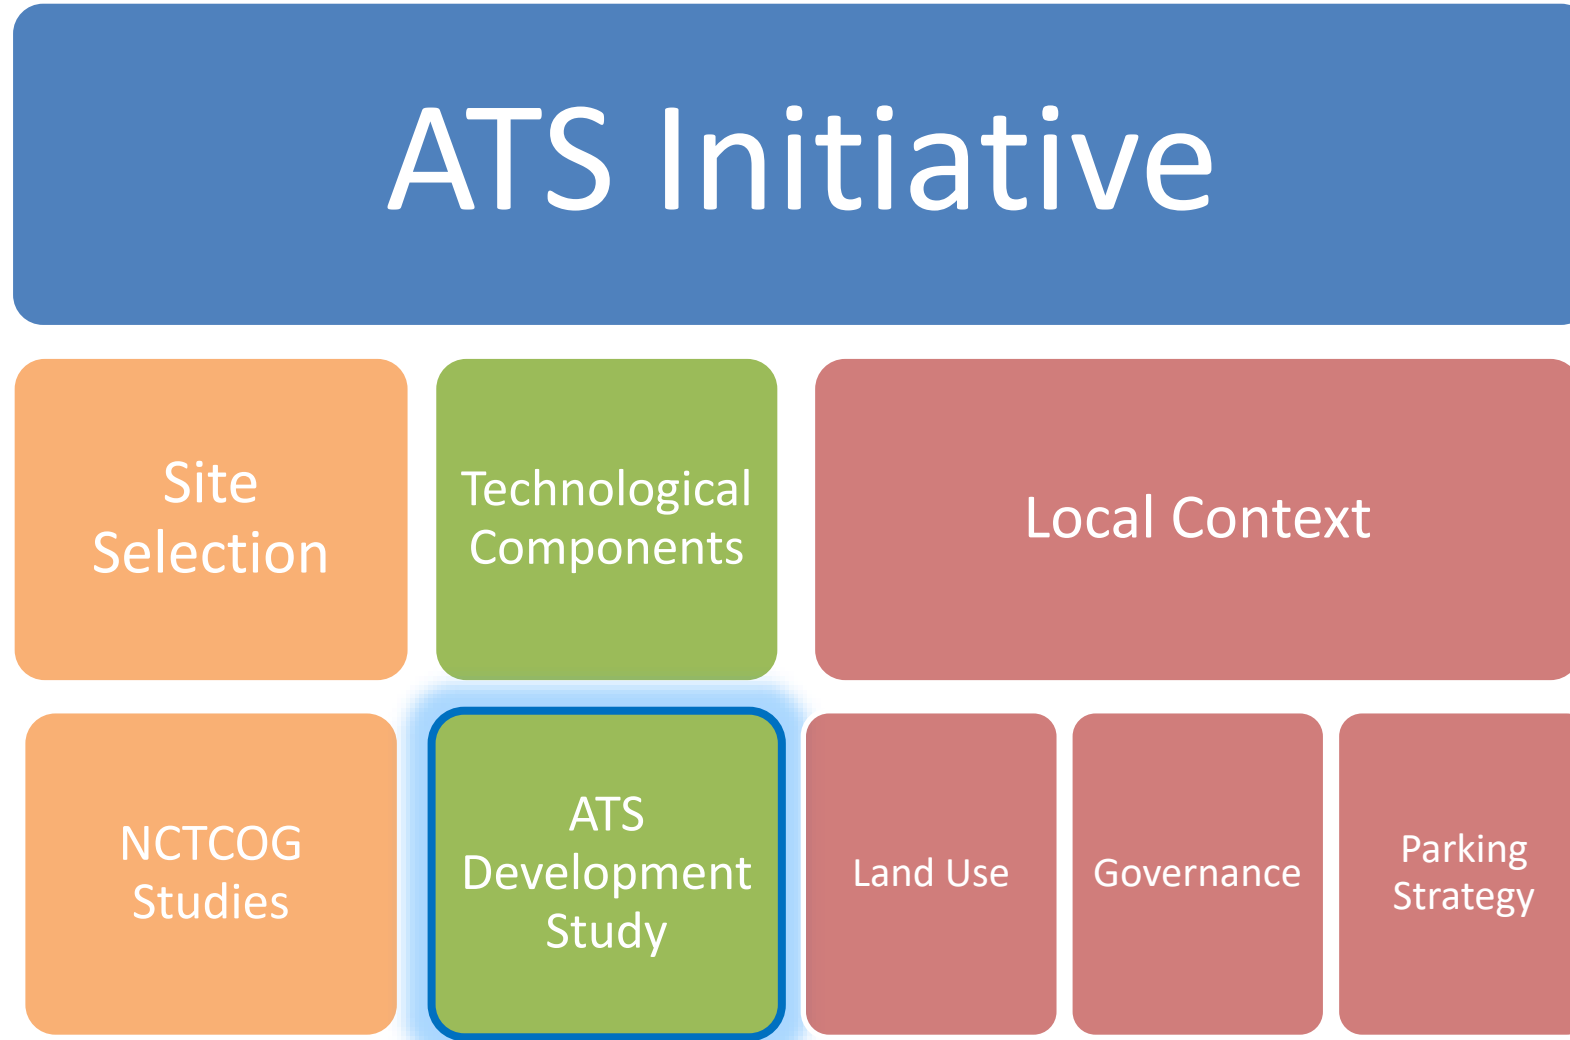 ATS Initiative
Site
Selection
Technological
Components
Local Context
NCTCOG
Studies
ATS
Development
Study
Land Use
Governance
Parking
Strategy